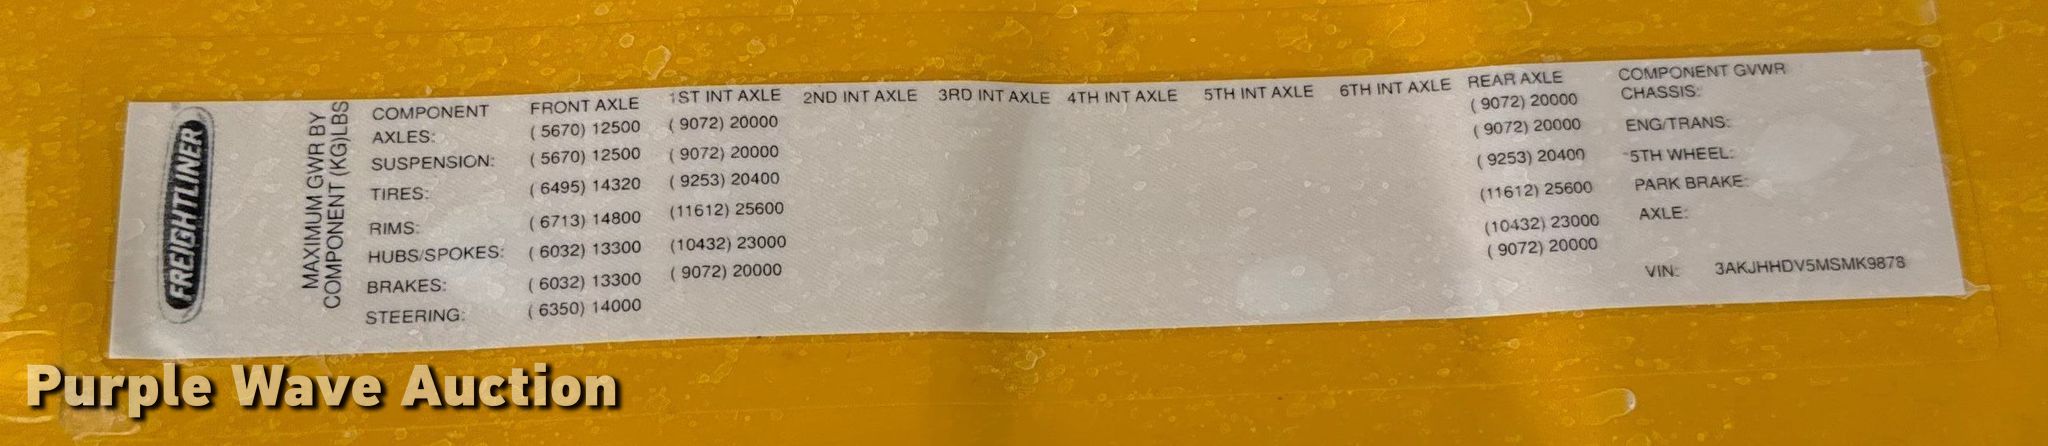 FREIGHTLINER
MAXIMUM GWR BY
COMPONENT (KG)LBS
COMPONENT FRONT AXLE 1ST INT AXLE 2ND INT AXLE 3RD INT AXLE 4TH INT AXLE 5TH INT AXLE 6TH INT AXLE REAR AXLE COMPONENT GVWR
AXLES: ( 5670) 12500 ( 9072) 20000 ( 9072) 20000 CHASSIS:
SUSPENSION: ( 5670) 12500 ( 9072) 20000 ( 9072) 20000 ENG/TRANS:
TIRES: ( 6495) 14320 ( 9253) 20400 ( 9253) 20400 5TH WHEEL:
RIMS: ( 6713) 14800 (11612) 25600 (11612) 25600 PARK BRAKE:
HUBS/SPOKES: ( 6032) 13300 (10432) 23000 (10432) 23000 AXLE:
BRAKES: ( 6032) 13300 ( 9072) 20000 ( 9072) 20000
STEERING: ( 6350) 14000 VIN: 3AKJHHDV5MSMK9878
Purple Wave Auction